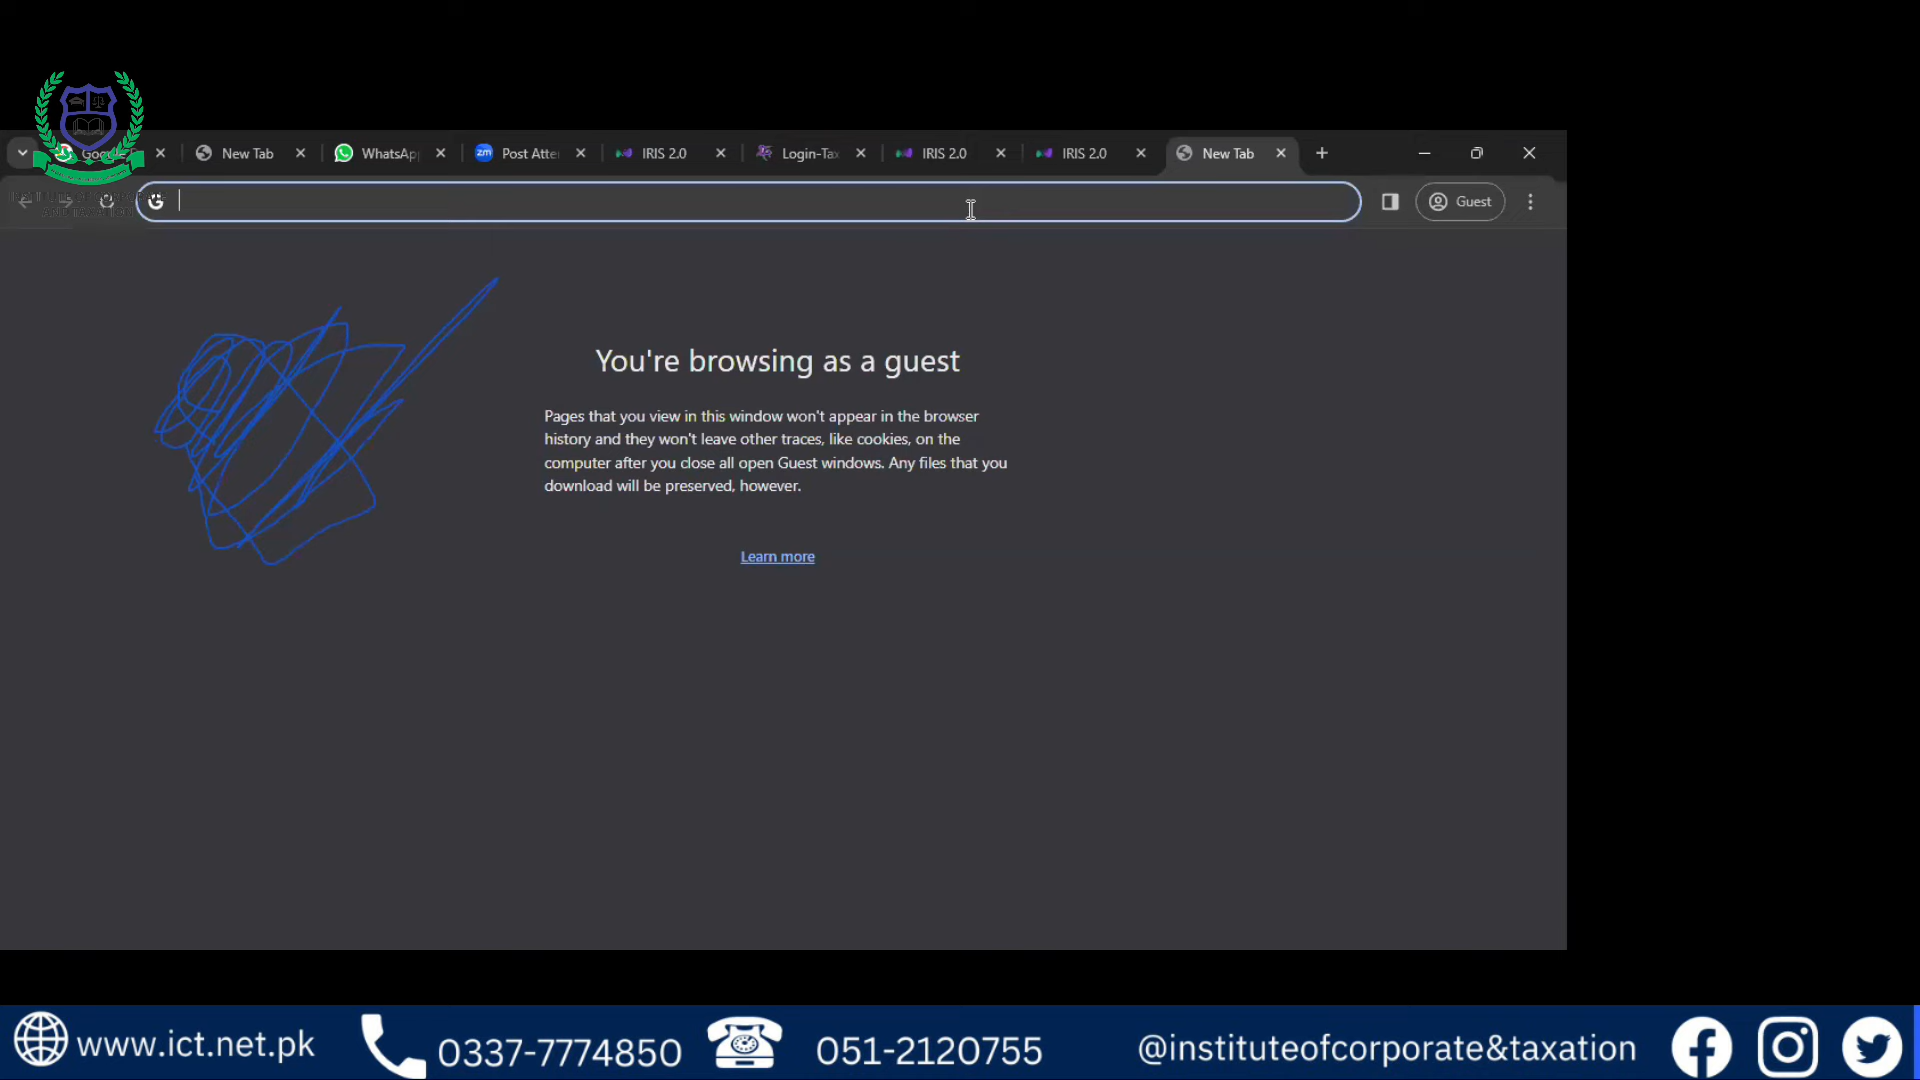 Google
New Tab
WhatsApp
Post Atte
IRIS 2.0
Login-Tax
IRIS 2.0
IRIS 2.0
New Tab
Guest
You're browsing as a guest
Pages that you view in this window won't appear in the browser
history and they won't leave other traces, like cookies, on the
computer after you close all open Guest windows. Any files that you
download will be preserved, however.
Learn more
www.ict.net.pk
0337-7774850
051-2120755
@instituteofcorporate&taxation